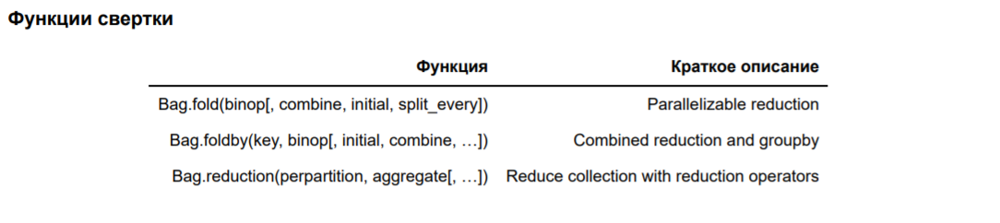 Функции свертки
Функция Краткое описание
Bag.fold(binop[, combine, initial, split_every]) Parallelizable reduction
Bag.foldby(key, binop[, initial, combine, …]) Combined reduction and groupby
Bag.reduction(perpartition, aggregate[, …]) Reduce collection with reduction operators